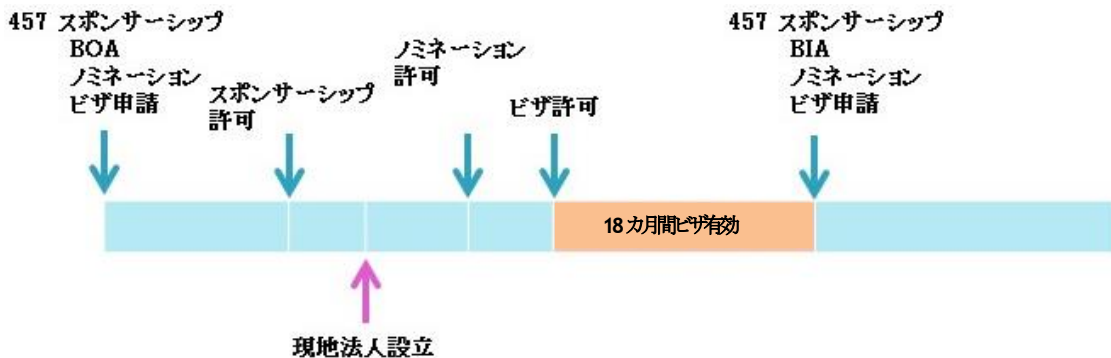 457 スポンサーシップ
BOA
ノミネーション
ビザ申請
スポンサーシップ
許可
ノミネーション
許可
ビザ許可
457 スポンサーシップ
BIA
ノミネーション
ビザ申請
18カ月間ビザ有効
現地法人設立